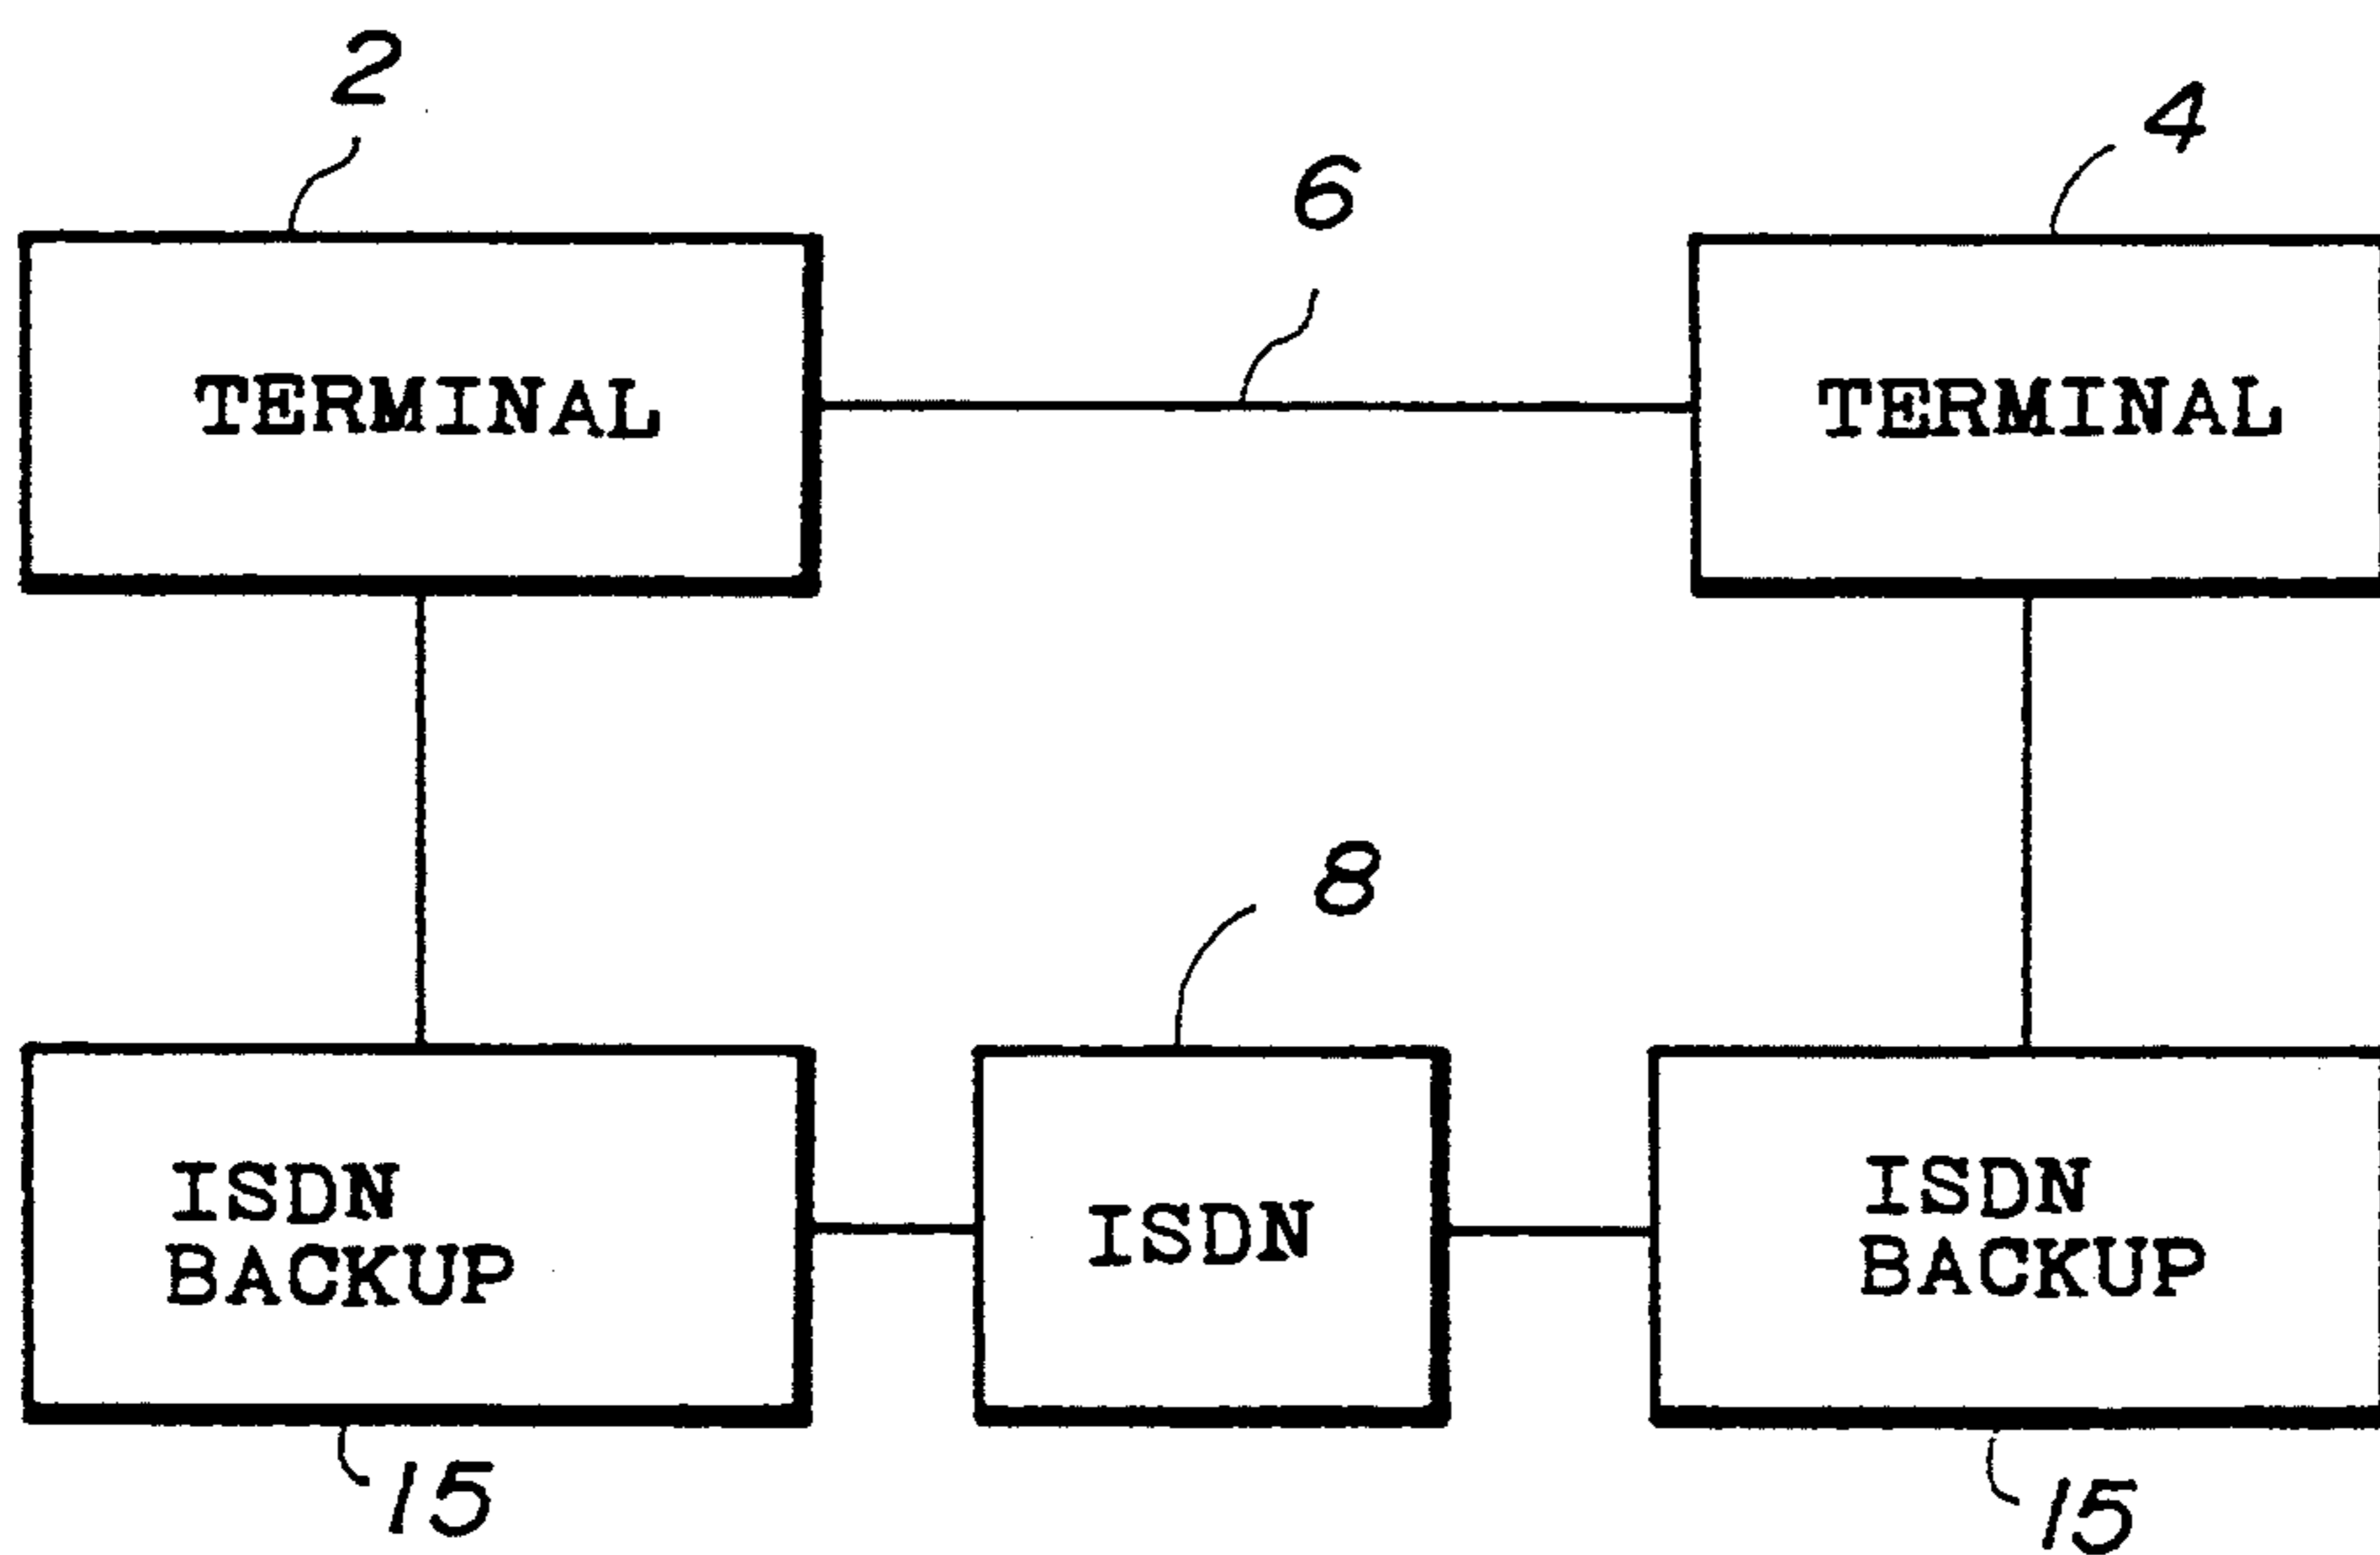 2
4
6
TERMINAL
TERMINAL
8
ISDN
BACKUP
ISDN
ISDN
BACKUP
15
15